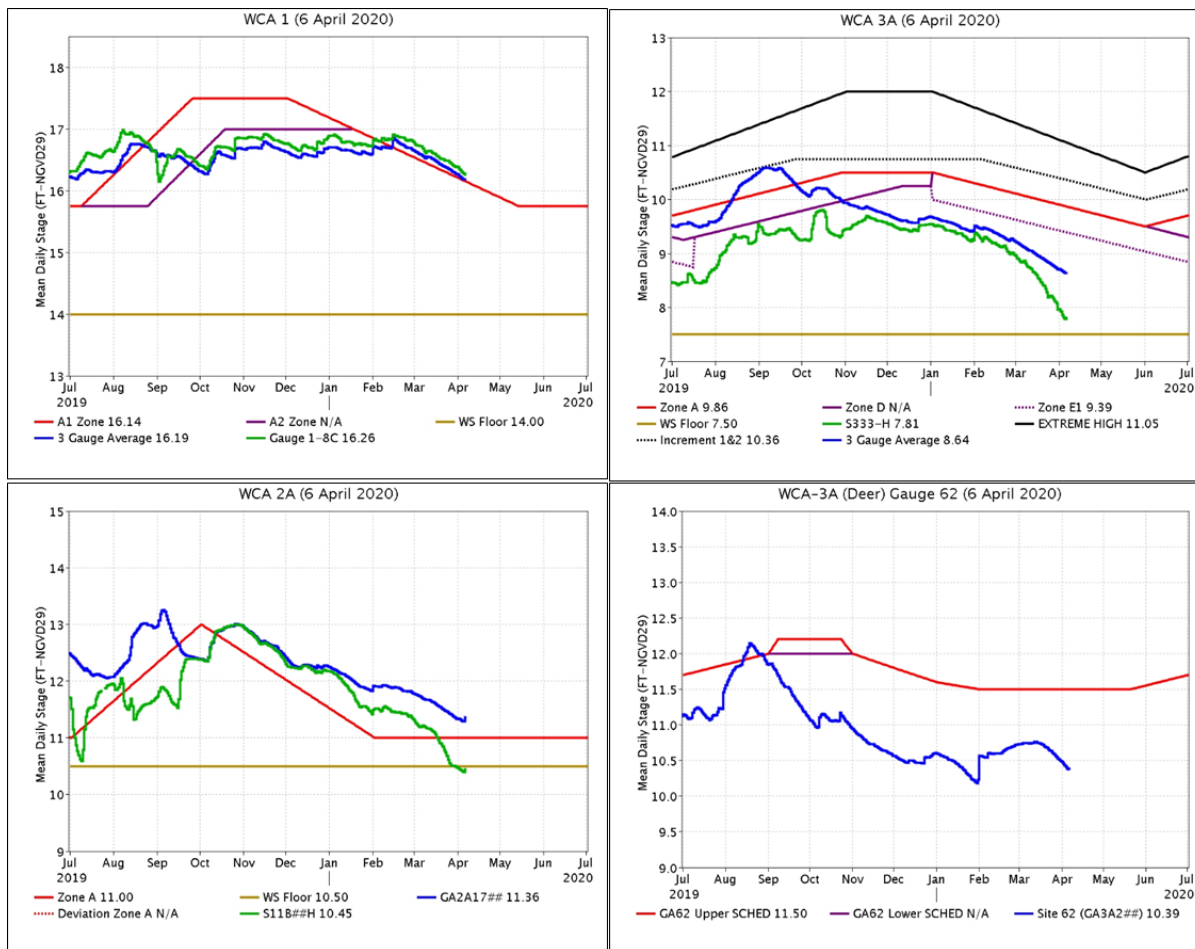 WCA 1 (6 April 2020)
Mean Daily Stage (FT-NGVD29)
18
17
16
15
14
13
Jul Aug Sep Oct Nov Dec Jan Feb Mar Apr May Jun Jul
2019 2020
A1 Zone 16.14 A2 Zone N/A WS Floor 14.00
3 Gauge Average 16.19 Gauge 1-8C 16.26
WCA 3A (6 April 2020)
Mean Daily Stage (FT-NGVD29)
13
12
11
10
9
8
7
Jul Aug Sep Oct Nov Dec Jan Feb Mar Apr May Jun Jul
2019 2020
Zone A 9.86 Zone D N/A Zone E1 9.39
WS Floor 7.50 S333-H 7.81 EXTREME HIGH 11.05
Increment 1&2 10.36 3 Gauge Average 8.64
WCA 2A (6 April 2020)
Mean Daily Stage (FT-NGVD29)
15
14
13
12
11
10
9
Jul Aug Sep Oct Nov Dec Jan Feb Mar Apr May Jun Jul
2019 2020
Zone A 11.00 WS Floor 10.50 GA2A17## 11.36
Deviation Zone A N/A S11B##H 10.45
WCA-3A (Deer) Gauge 62 (6 April 2020)
Mean Daily Stage (FT-NGVD29)
14.0
13.5
13.0
12.5
12.0
11.5
11.0
10.5
10.0
9.5
9.0
Jul Aug Sep Oct Nov Dec Jan Feb Mar Apr May Jun Jul
2019 2020
GA62 Upper SCHED 11.50 GA62 Lower SCHED N/A Site 62 (GA3A2##) 10.39